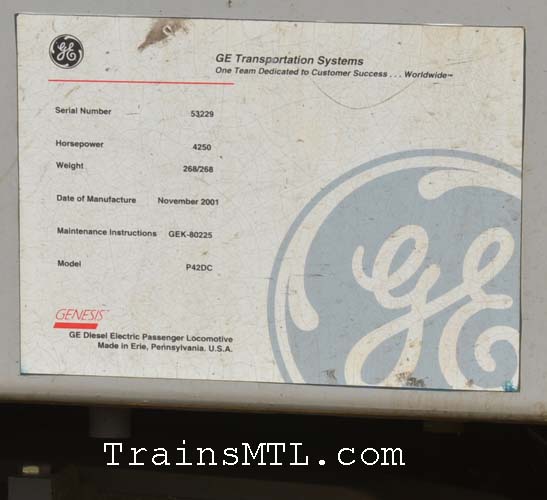 GE
GE Transportation Systems
One Team Dedicated to Customer Success . . . Worldwide℠
Serial Number 53229
Horsepower 4250
Weight 268/268
Date of Manufacture November 2001
Maintenance Instructions GEK-80225
Model P42DC
GENESIS™
GE Diesel Electric Passenger Locomotive
Made in Erie, Pennsylvania, U.S.A.
GE
TrainsMTL.com